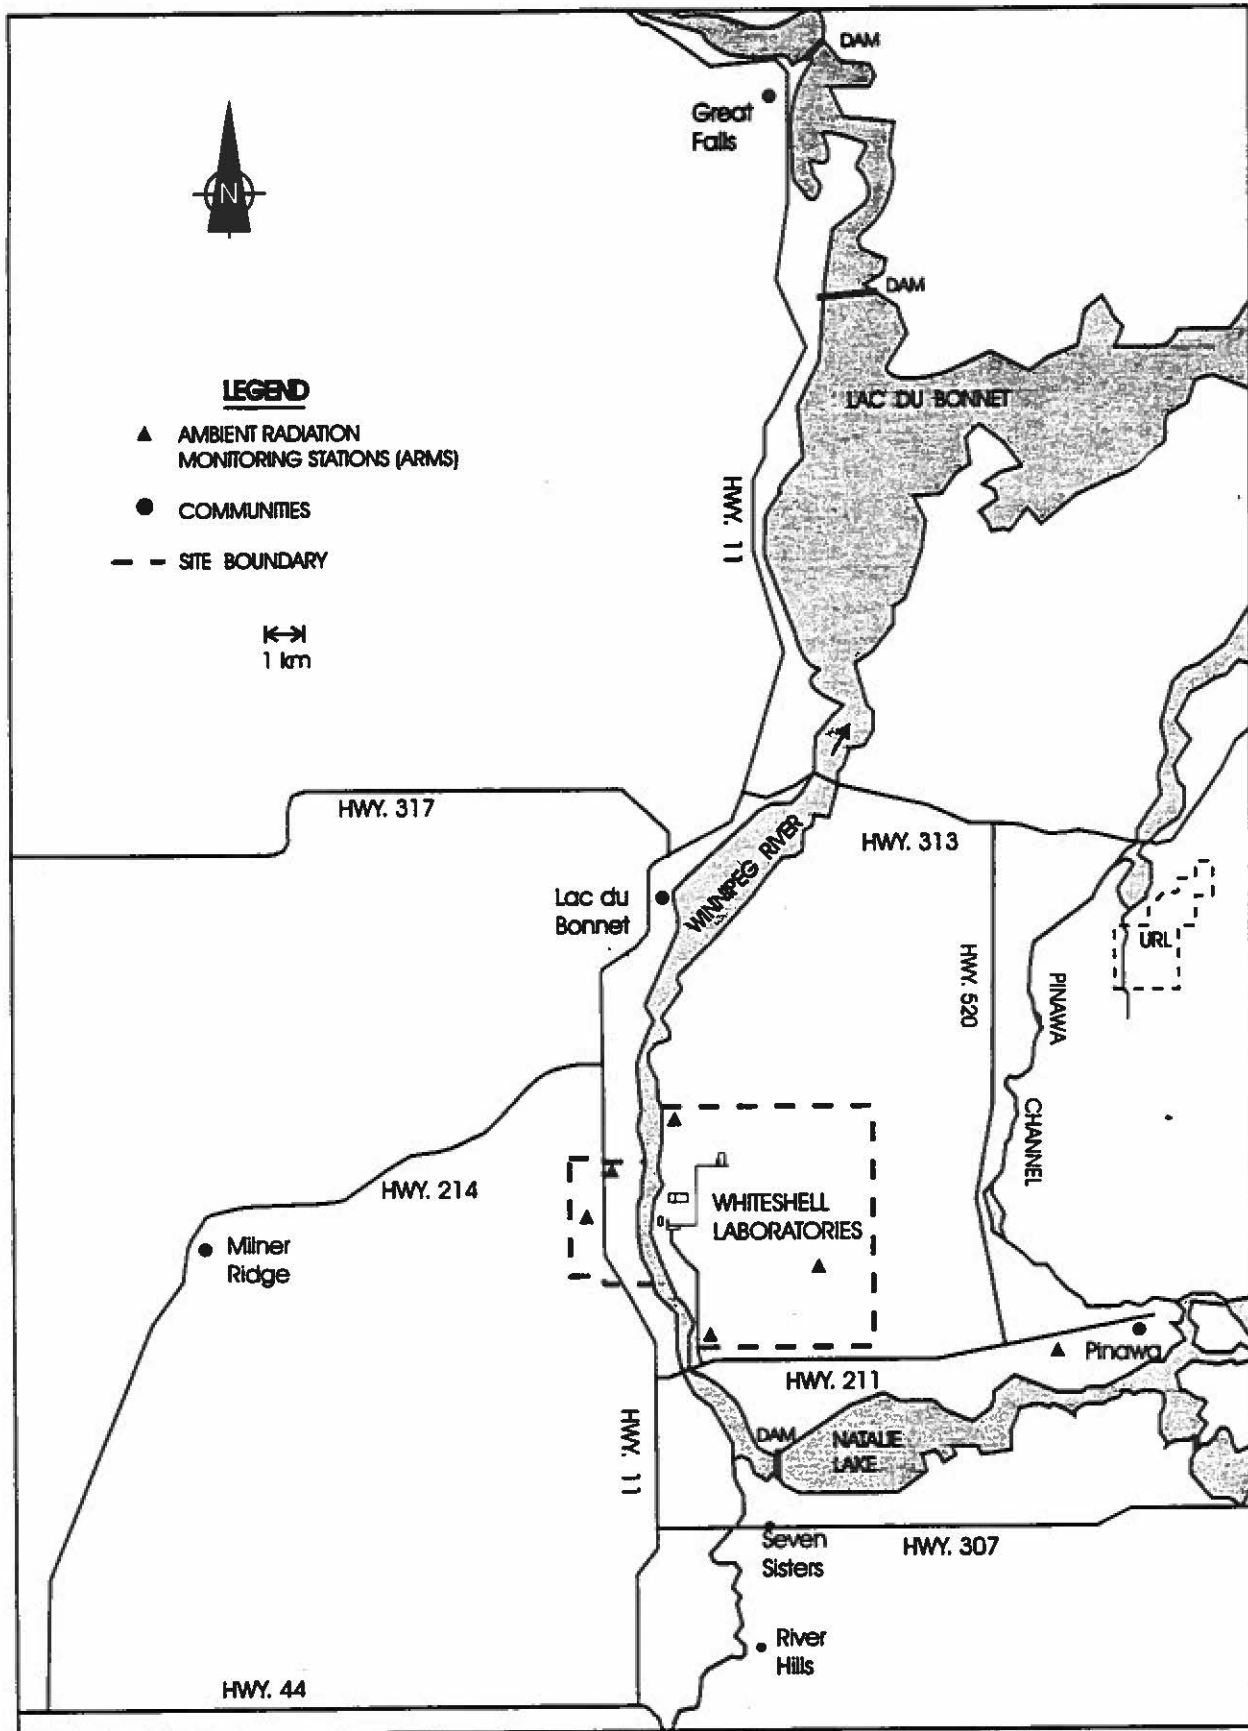 DAM
Great
Falls
N
DAM
LEGEND
LAC DU BONNET
AMBIENT RADIATION
MONITORING STATIONS (ARMS)
HWY. 11
COMMUNITIES
SITE BOUNDARY
1 km
HWY. 317
HWY. 313
WINNIPEG RIVER
Lac du
Bonnet
URL
HWY. 520
PINAWA
CHANNEL
HWY. 214
WHITESHELL
LABORATORIES
Milner
Ridge
Pinawa
HWY. 211
HWY. 11
DAM
NATALIE
LAKE
Seven
Sisters
HWY. 307
River
Hills
HWY. 44